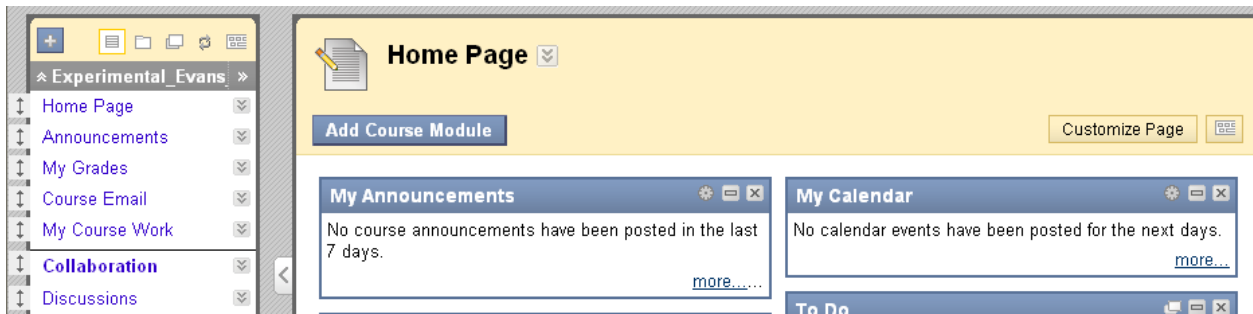 Experimental_Evans
Home Page
Announcements
My Grades
Course Email
My Course Work
Collaboration
Discussions
Home Page
Add Course Module
Customize Page
My Announcements
No course announcements have been posted in the last
7 days.
more......
My Calendar
No calendar events have been posted for the next days.
more...
To Do